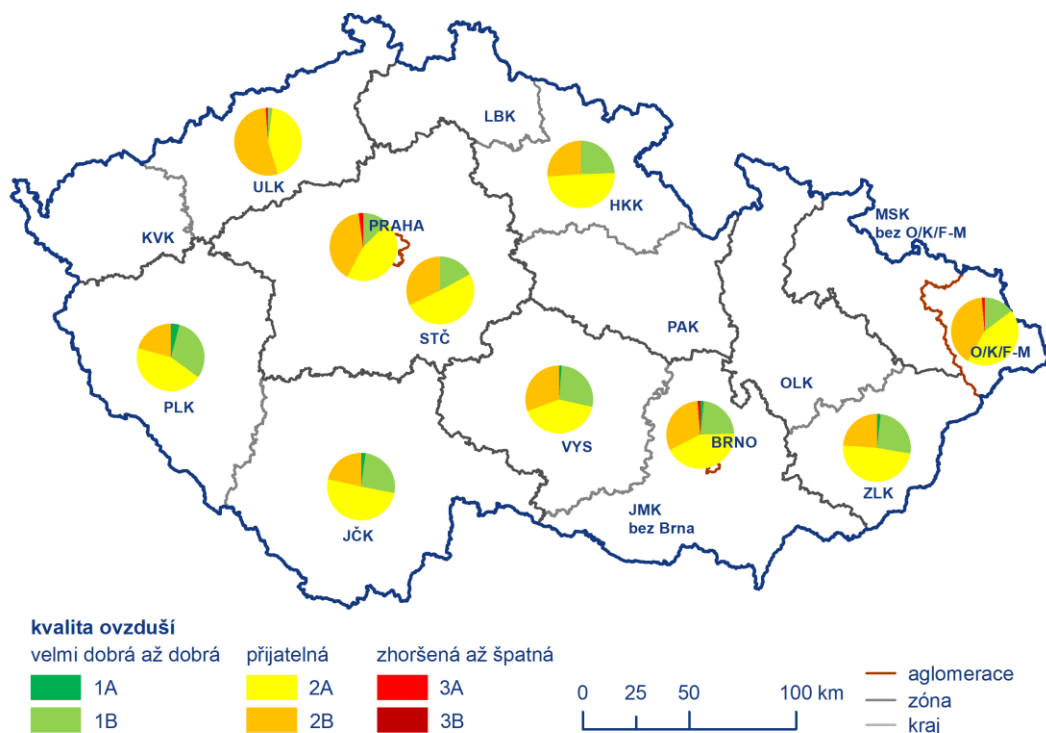 LBK
ULK
HKK
MSK
bez O/K/F-M
PRAHA
KVK
PAK
STČ
O/K/F-M
OLK
PLK
VYS
BRNO
ZLK
JČK
JMK
bez Brna
kvalita ovzduší
velmi dobrá až dobrá
1A
1B
přijatelná
2A
2B
zhoršená až špatná
3A
3B
0 25 50 100 km
aglomerace
zóna
kraj